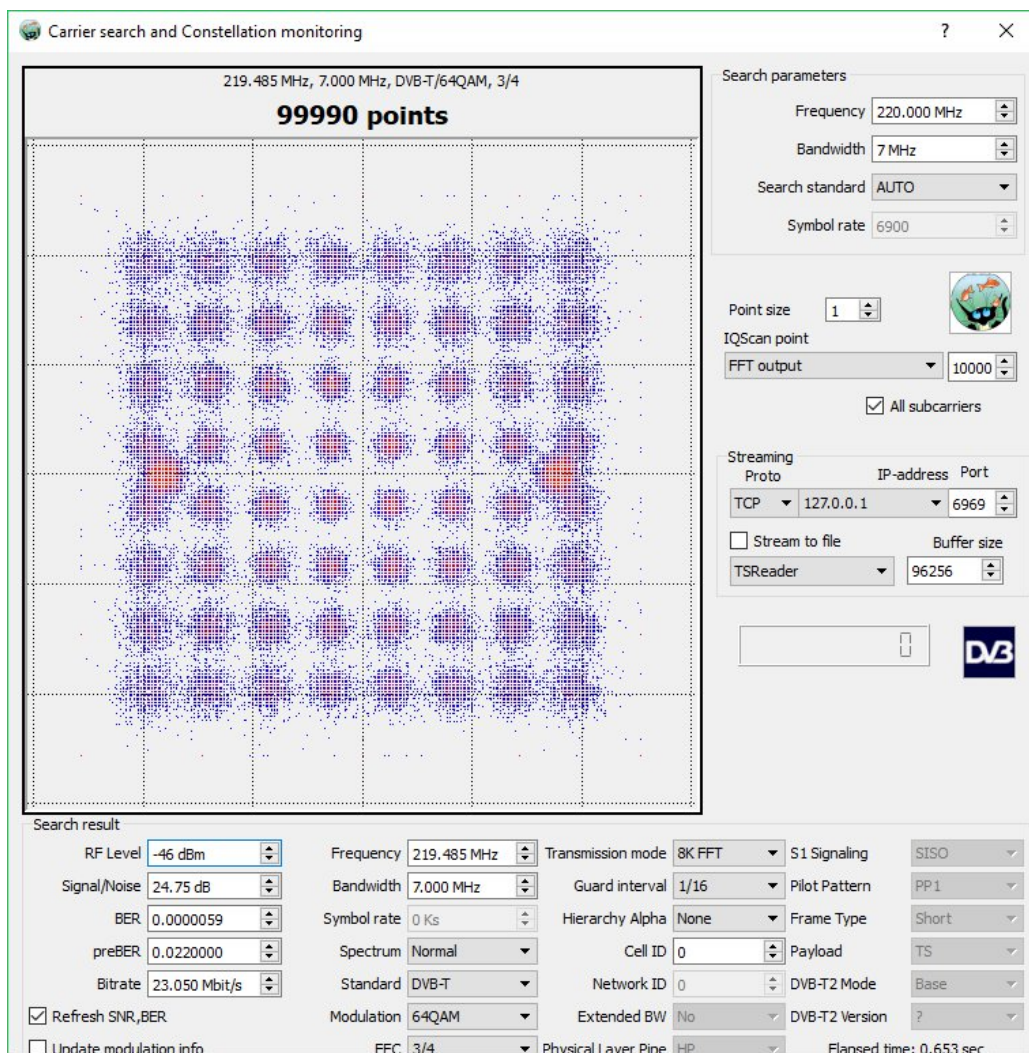 Carrier search and Constellation monitoring
219.485 MHz, 7.000 MHz, DVB-T/64QAM, 3/4
99990 points
Search parameters
Frequency 220.000 MHz
Bandwidth 7 MHz
Search standard AUTO
Symbol rate 6900
Point size 1
IQScan point
FFT output 10000
All subcarriers
Streaming
Proto IP-address Port
TCP 127.0.0.1 6969
Stream to file Buffer size
TSReader 96256
0
DVB
Search result
RF Level -46 dBm Frequency 219.485 MHz Transmission mode 8K FFT S1 Signaling SISO
Signal/Noise 24.75 dB Bandwidth 7.000 MHz Guard interval 1/16 Pilot Pattern PP1
BER 0.0000059 Symbol rate 0 Ks Hierarchy Alpha None Frame Type Short
preBER 0.0220000 Spectrum Normal Cell ID 0 Payload TS
Bitrate 23.050 Mbit/s Standard DVB-T Network ID 0 DVB-T2 Mode Base
Refresh SNR,BER Modulation 64QAM Extended BW No DVB-T2 Version ?
Update modulation info FEC 3/4 Physical Layer Pipe HP Elapsed time: 0.653 sec